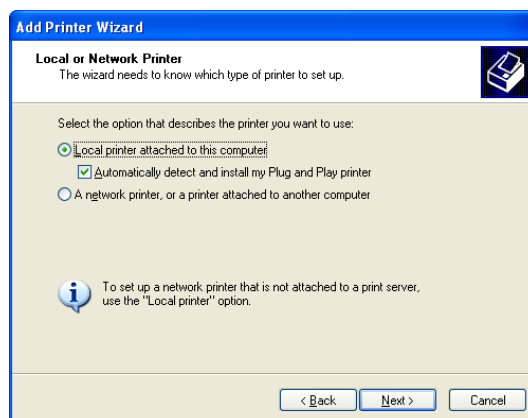 Add Printer Wizard
Local or Network Printer
The wizard needs to know which type of printer to set up.
Select the option that describes the printer you want to use:
Local printer attached to this computer
Automatically detect and install my Plug and Play printer
A network printer, or a printer attached to another computer
To set up a network printer that is not attached to a print server,
use the "Local printer" option.
< Back Next > Cancel